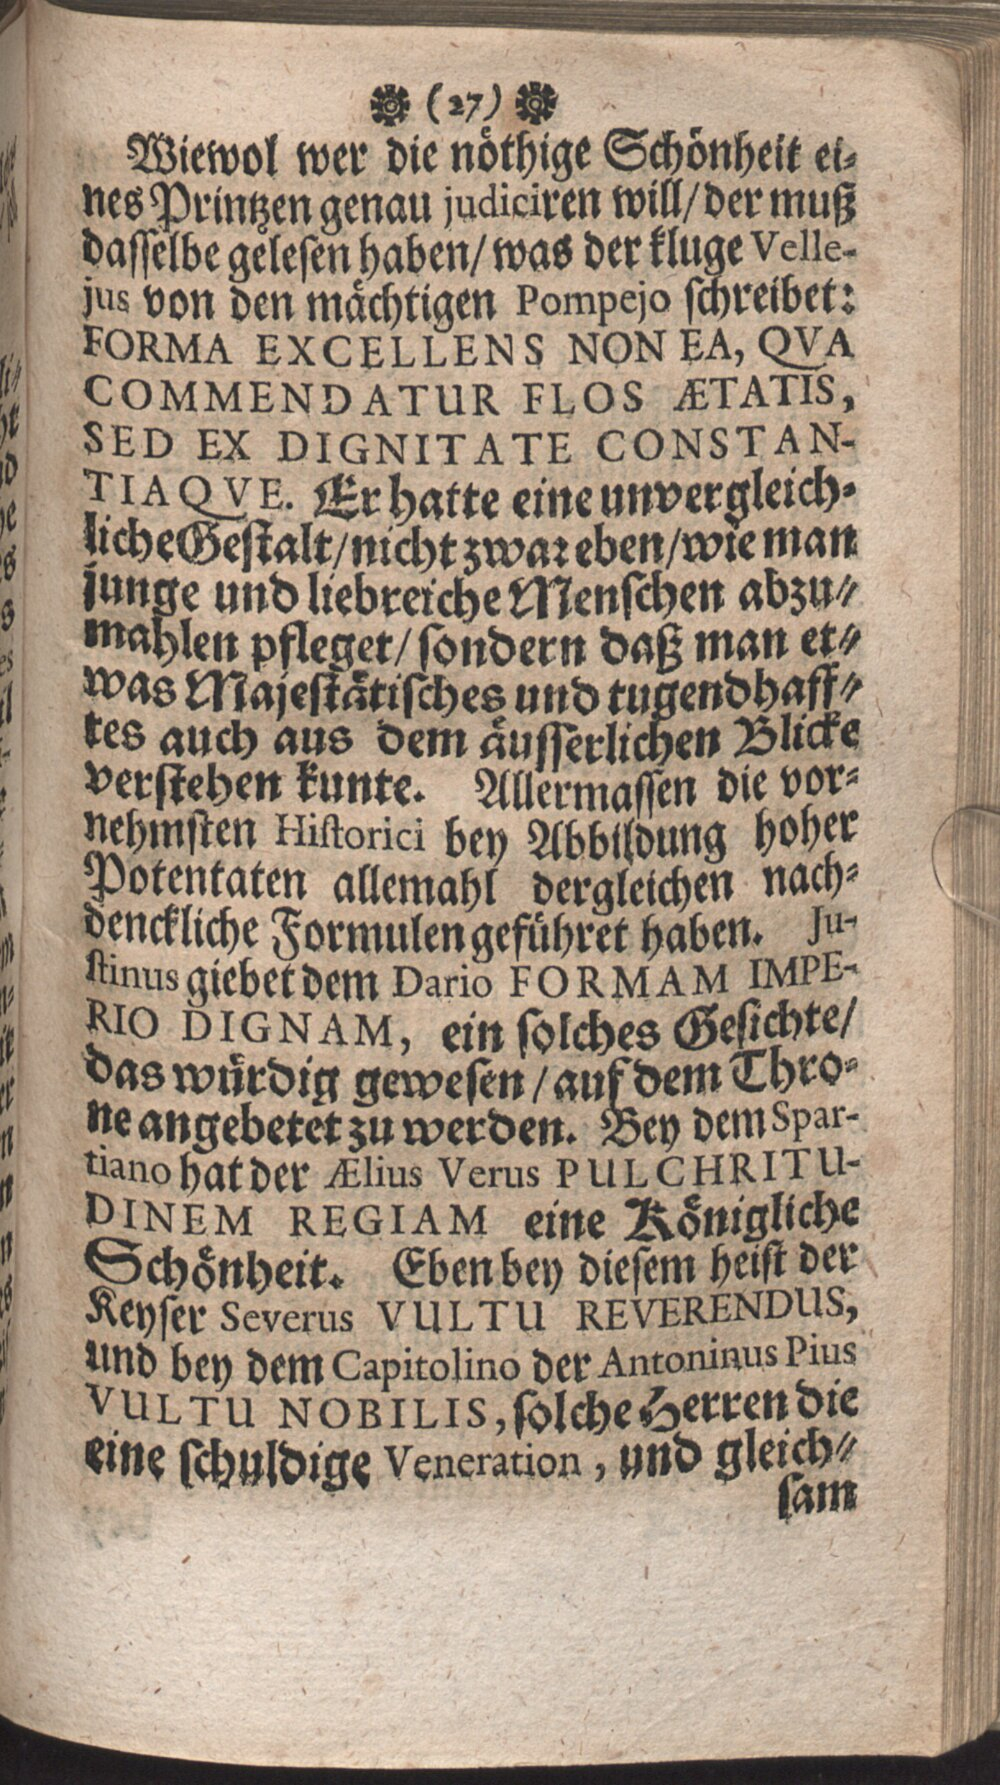 (27)
Wiewol wer die nöthige Schönheit ei-
nes Printzen genau judiciren will/ der muß
dasselbe gelesen haben/ was der kluge Velle-
jus von den mächtigen Pompejo schreibet:
FORMA EXCELLENS NON EA, QVA
COMMENDATUR FLOS ÆTATIS,
SED EX DIGNITATE CONSTAN-
TIAQVE. Er hatte eine unvergleich-
liche Gestalt/ nicht zwar eben/ wie man
junge und liebreiche Menschen abzu-
mahlen pfleget/ sondern daß man et-
was Majestätisches und tugendhaff-
tes auch aus dem äusserlichen Blicke
verstehen kunte. Allermassen die vor-
nehmsten Historici bey Abbildung hoher
Potentaten allemahl dergleichen nach-
denckliche Formulen geführet haben. Ju-
stinus giebet dem Dario FORMAM IMPE-
RIO DIGNAM, ein solches Gesichte/
das würdig gewesen/ auf dem Thro-
ne angebetet zu werden. Bey dem Spar-
tiano hat der Ælius Verus PULCHRITU-
DINEM REGIAM eine Königliche
Schönheit. Eben bey diesem heist der
Keyser Severus VULTU REVERENDUS,
und bey dem Capitolino der Antoninus Pius
VULTU NOBILIS, solche Herren die
eine schuldige Veneration, und gleich-
sam